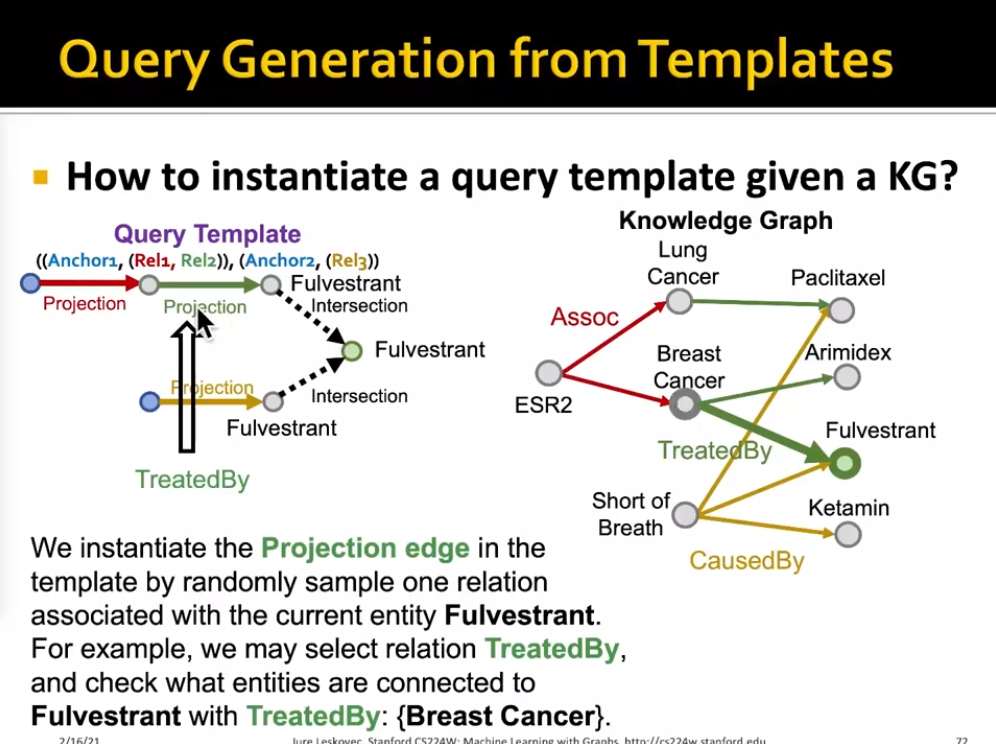 Query Generation from Templates
How to instantiate a query template given a KG?
Query Template
((Anchor1, (Rel1, Rel2)), (Anchor2, (Rel3))
Projection
Projection
Fulvestrant
Intersection
Fulvestrant
Projection
Intersection
Fulvestrant
TreatedBy
Knowledge Graph
Lung
Cancer
Paclitaxel
Assoc
Breast
Cancer
Arimidex
ESR2
Fulvestrant
TreatedBy
Short of
Breath
Ketamin
CausedBy
We instantiate the Projection edge in the
template by randomly sample one relation
associated with the current entity Fulvestrant.
For example, we may select relation TreatedBy,
and check what entities are connected to
Fulvestrant with TreatedBy: {Breast Cancer}.
2/16/21
Jure Leskovec, Stanford CS224W: Machine Learning with Graphs, http://cs224w.stanford.edu
72